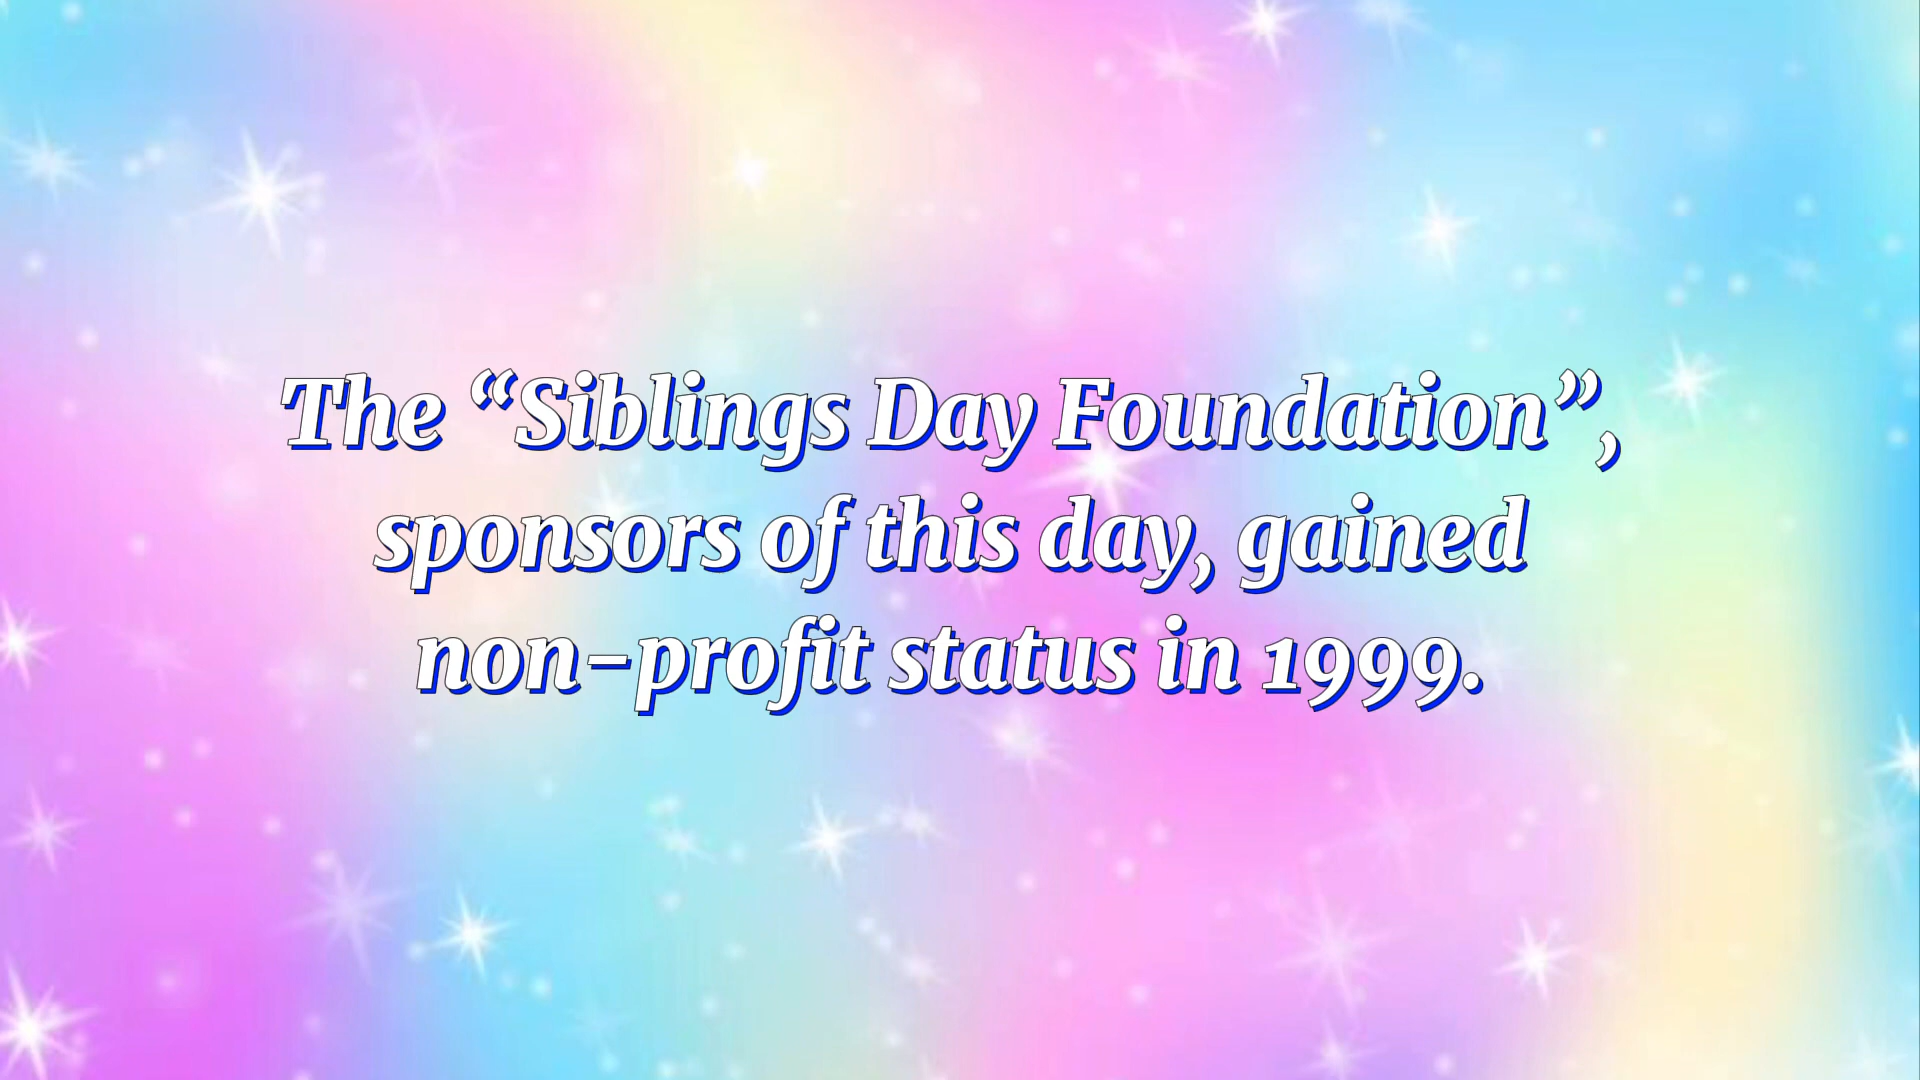 The “Siblings Day Foundation”,
sponsors of this day, gained
non-profit status in 1999.